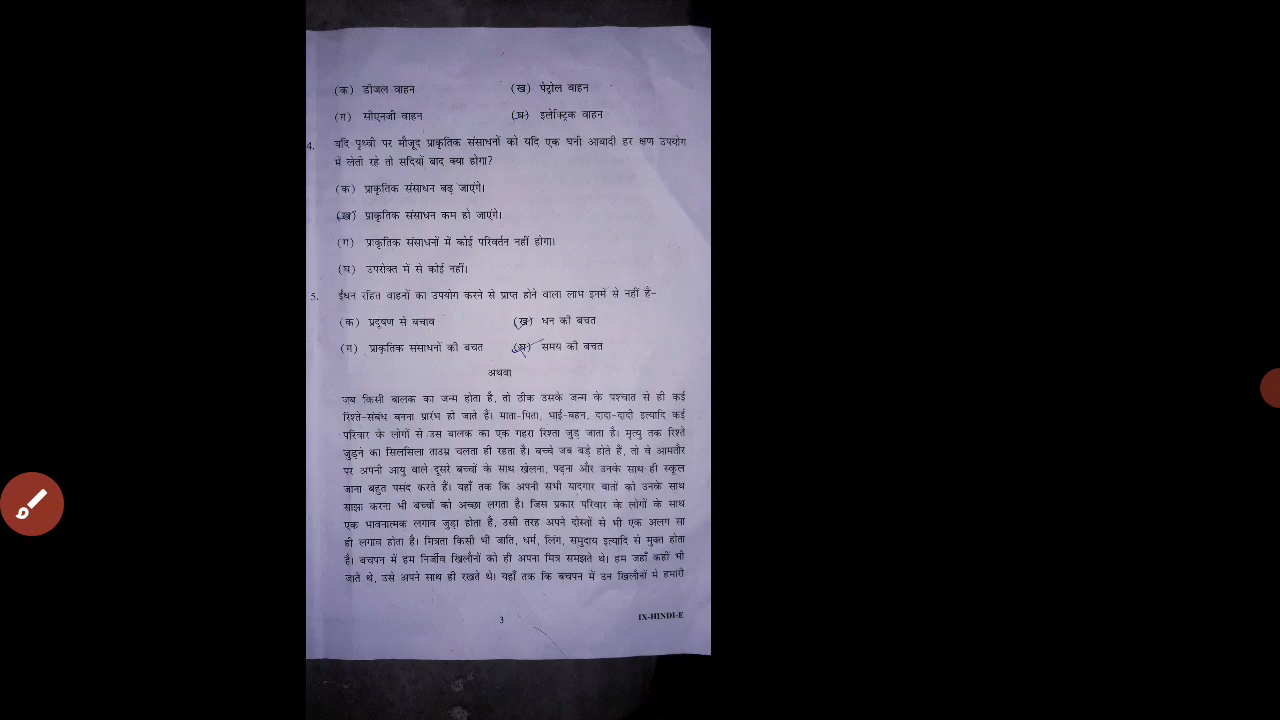 (क) डीजल वाहन (ख) पेट्रोल वाहन
(ग) सीएनजी वाहन (घ) इलेक्ट्रिक वाहन
4. यदि पृथ्वी पर मौजूद प्राकृतिक संसाधनों को यदि एक घनी आबादी हर क्षण उपयोग
में लेती रहे तो सदियों बाद क्या होगा?
(क) प्राकृतिक संसाधन बढ़ जाएंगे।
(ख) प्राकृतिक संसाधन कम हो जाएंगे।
(ग) प्राकृतिक संसाधनों में कोई परिवर्तन नहीं होगा।
(घ) उपरोक्त में से कोई नहीं।
5. ईंधन रहित वाहनों का उपयोग करने से प्राप्त होने वाला लाभ इनमें से नहीं है-
(क) प्रदूषण से बचाव (ख) धन की बचत
(ग) प्राकृतिक संसाधनों की बचत (घ) समय की बचत
अथवा
जब किसी बालक का जन्म होता है, तो ठीक उसके जन्म के पश्चात से ही कई
रिश्ते-संबंध बनना प्रारंभ हो जाते है। माता-पिता, भाई-बहन, दादा-दादी इत्यादि कई
परिवार के लोगों से उस बालक का एक गहरा रिश्ता जुड़ जाता है। मृत्यु तक रिश्ते
जुड़ने का सिलसिला ताउम्र चलता ही रहता है। बच्चे जब बड़े होते हैं, तो वे आमतौर
पर अपनी आयु वाले दूसरे बच्चों के साथ खेलना, पढ़ना और उनके साथ ही स्कूल
जाना बहुत पसंद करते हैं। यहाँ तक कि अपनी सभी यादगार बातों को उनके साथ
साझा करना भी बच्चों को अच्छा लगता है। जिस प्रकार परिवार के लोगों के साथ
एक भावनात्मक लगाव जुड़ा होता है, उसी तरह अपने दोस्तों से भी एक अलग सा
ही लगाव होता है। मित्रता किसी भी जाति, धर्म, लिंग, समुदाय इत्यादि से मुक्त होता
है। बचपन में हम निर्जीव खिलौनों को ही अपना मित्र समझते थे। हम जहाँ कहीं भी
जाते थे, उसे अपने साथ ही रखते थे। यहाँ तक कि बचपन में उन खिलौनों में हमारी
3 IX-HINDI-E